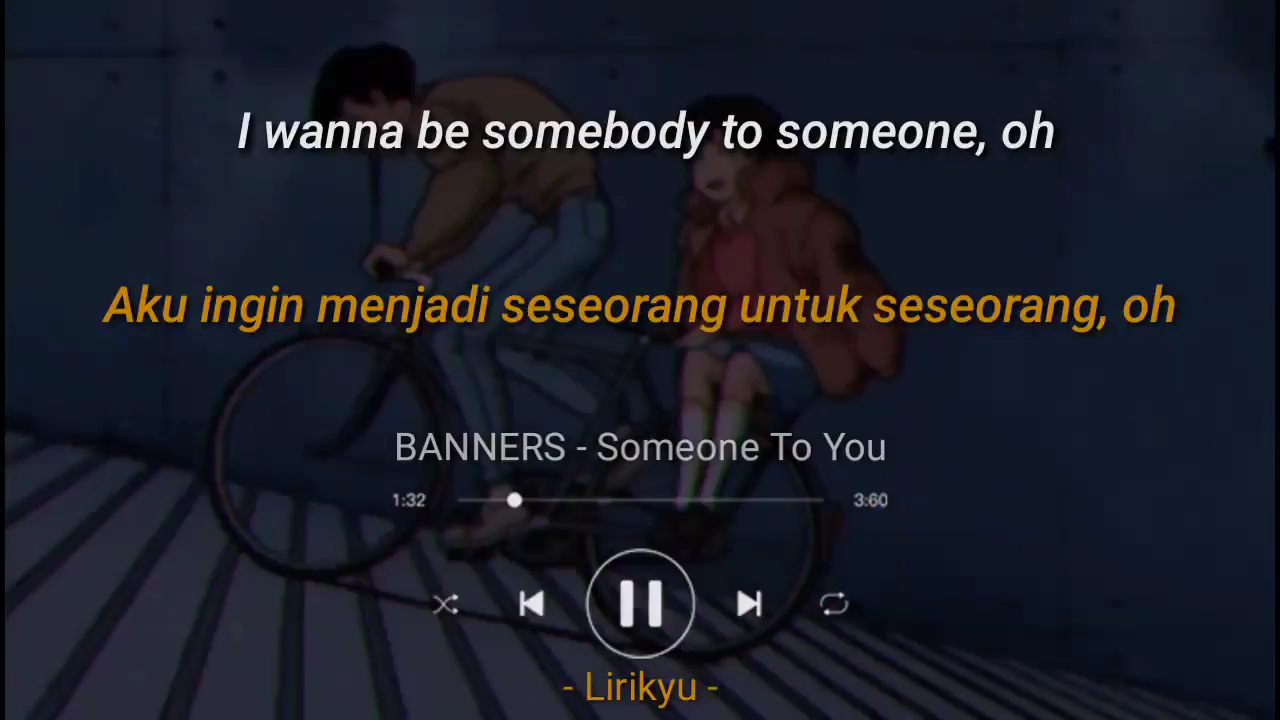 I wanna be somebody to someone, oh
Aku ingin menjadi seseorang untuk seseorang, oh
BANNERS - Someone To You
1:32 3:60
- Lirikyu -